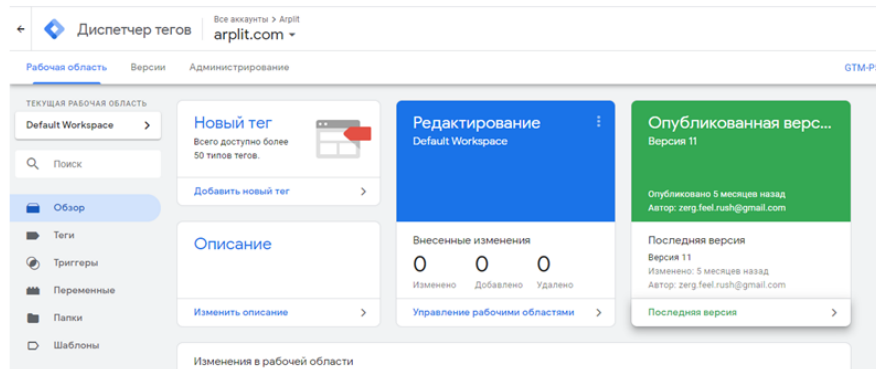 Диспетчер тегов
Все аккаунты > Arplit
arplit.com
Рабочая область
Версии
Администрирование
ТЕКУЩАЯ РАБОЧАЯ ОБЛАСТЬ
Default Workspace
Поиск
Обзор
Теги
Триггеры
Переменные
Папки
Шаблоны
Новый тег
Всего доступно более
50 типов тегов.
Добавить новый тег
Описание
Изменить описание
Редактирование
Default Workspace
Внесенные изменения
0 0 0
Изменено Добавлено Удалено
Управление рабочими областями
Опубликованная верс...
Версия 11
Опубликовано 5 месяцев назад
Автор: zerg.feel.rush@gmail.com
Последняя версия
Версия 11
Изменено: 5 месяцев назад
Автор: zerg.feel.rush@gmail.com
Последняя версия
Изменения в рабочей области